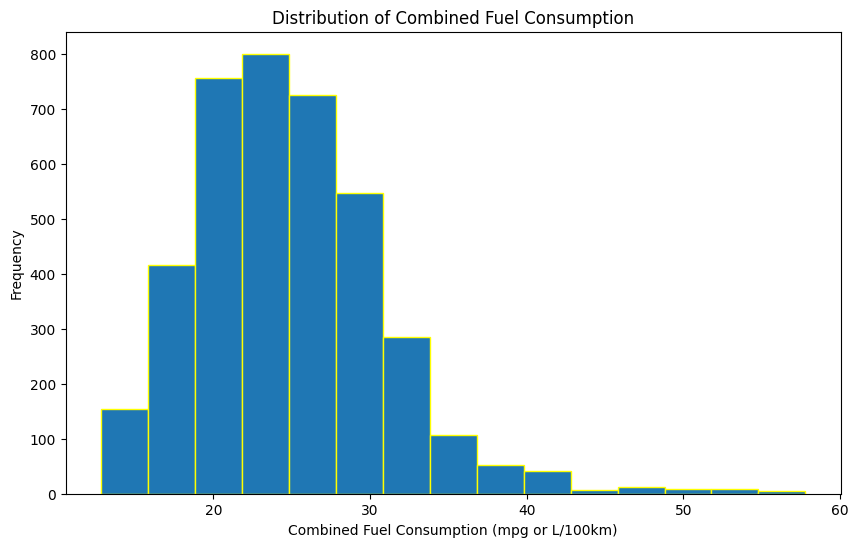 Distribution of Combined Fuel Consumption
800
700
600
500
400
300
200
100
0
Frequency
20 30 40 50 60
Combined Fuel Consumption (mpg or L/100km)